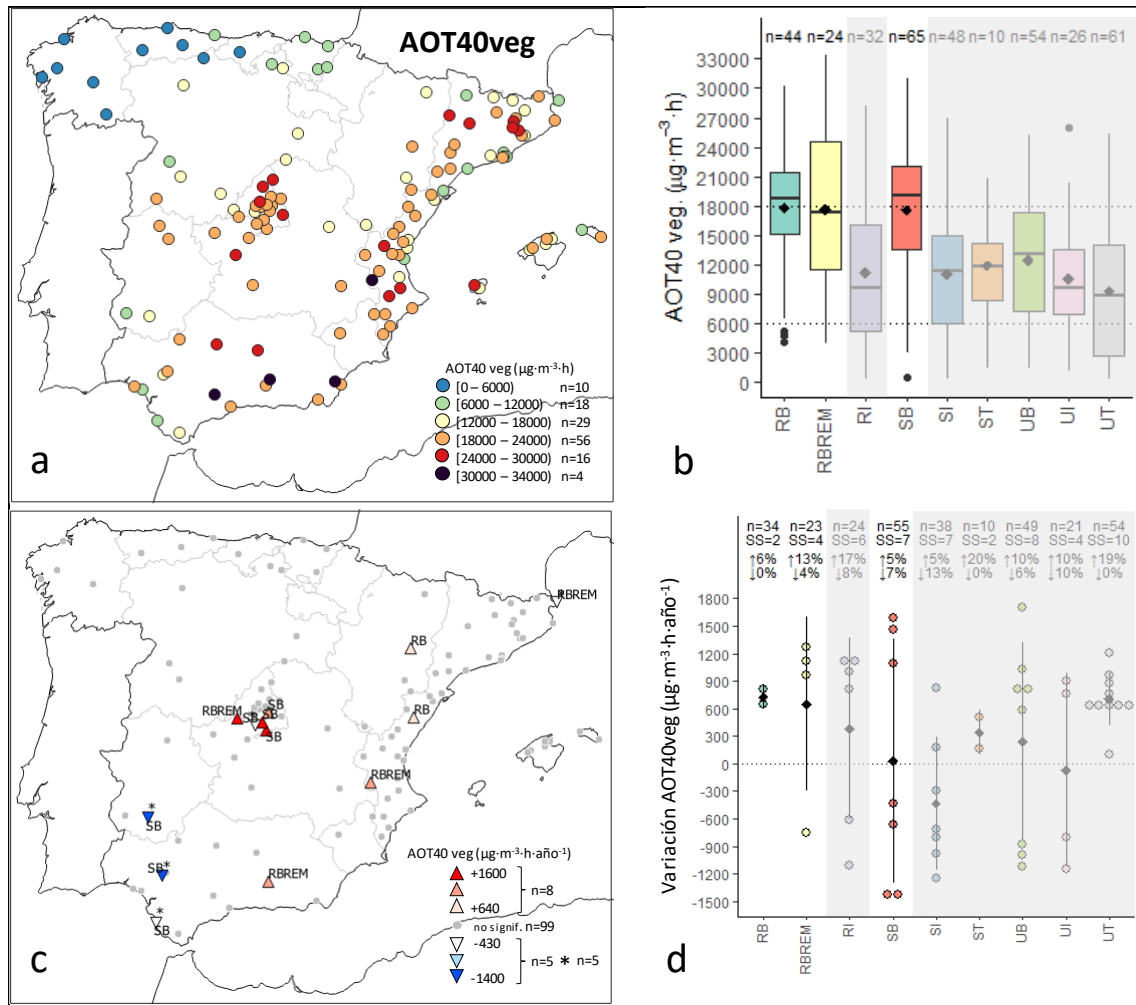 AOT40veg
AOT40 veg (µg·m⁻³·h)
[0 – 6000) n=10
[6000 – 12000) n=18
[12000 – 18000) n=29
[18000 – 24000) n=56
[24000 – 30000) n=16
[30000 – 34000) n=4
a
n=44 n=24 n=32 n=65 n=48 n=10 n=54 n=26 n=61
AOT40 veg. (µg·m⁻³·h)
33000
30000
27000
24000
21000
18000
15000
12000
9000
6000
3000
0
RB RBREM RI SB SI ST UB UI UT
b
RBREM
RB
RB
SB
RBREM SB SB
SB
RBREM
*
SB
SB *
RBREM
*
SB
AOT40 veg (µg·m⁻³·h·año⁻¹)
+1600
+840
+640
n=8
no signif. n=99
-430
-1400
n=5 * n=5
c
n=34 n=23 n=24 n=55 n=38 n=10 n=49 n=21 n=54
SS=2 SS=4 SS=6 SS=7 SS=7 SS=2 SS=8 SS=4 SS=10
↑6% ↑13% ↑17% ↑5% ↑5% ↑20% ↑10% ↑10% ↑19%
↓0% ↓4% ↓8% ↓7% ↓13% ↓0% ↓6% ↓10% ↓0%
Variación AOT40veg (µg·m⁻³·h·año⁻¹)
1800
1500
1200
900
600
300
0
-300
-600
-900
-1200
-1500
RB RBREM RI SB SI ST UB UI UT
d